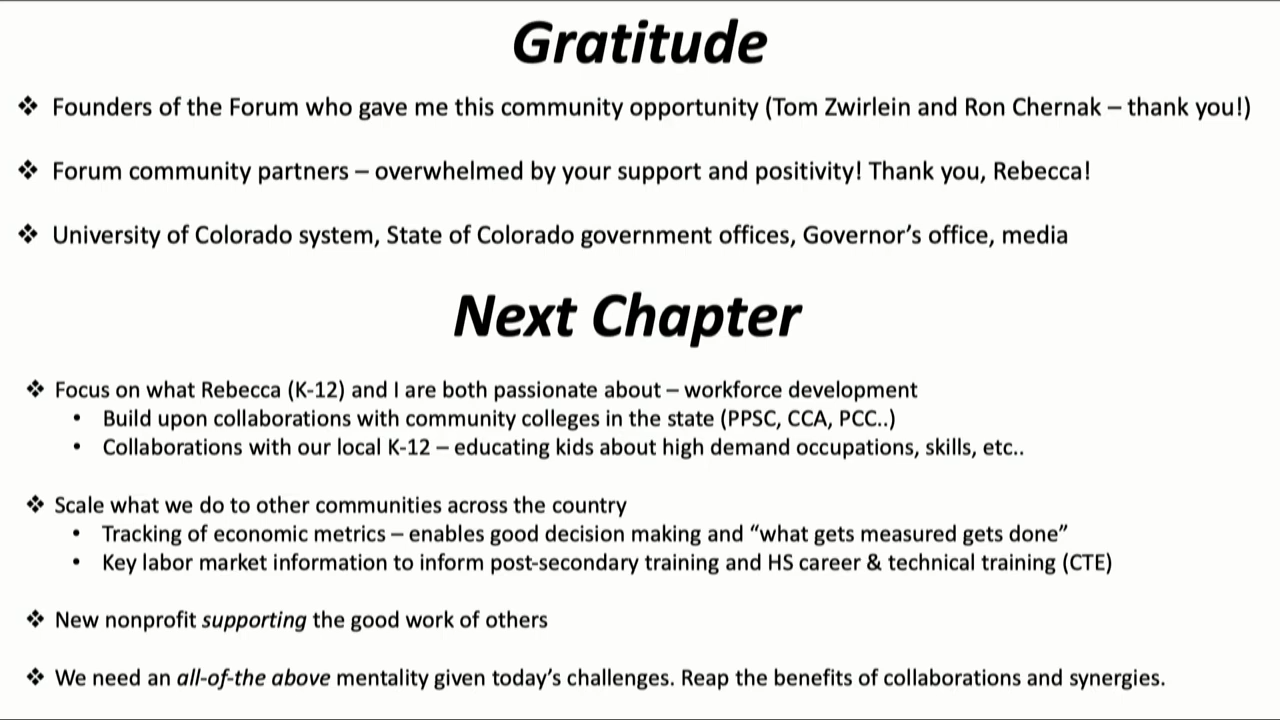 Gratitude
❖ Founders of the Forum who gave me this community opportunity (Tom Zwirlein and Ron Chernak – thank you!)
❖ Forum community partners – overwhelmed by your support and positivity! Thank you, Rebecca!
❖ University of Colorado system, State of Colorado government offices, Governor’s office, media
Next Chapter
❖ Focus on what Rebecca (K-12) and I are both passionate about – workforce development
• Build upon collaborations with community colleges in the state (PPSC, CCA, PCC..)
• Collaborations with our local K-12 – educating kids about high demand occupations, skills, etc..
❖ Scale what we do to other communities across the country
• Tracking of economic metrics – enables good decision making and “what gets measured gets done”
• Key labor market information to inform post-secondary training and HS career & technical training (CTE)
❖ New nonprofit supporting the good work of others
❖ We need an all-of-the above mentality given today’s challenges. Reap the benefits of collaborations and synergies.